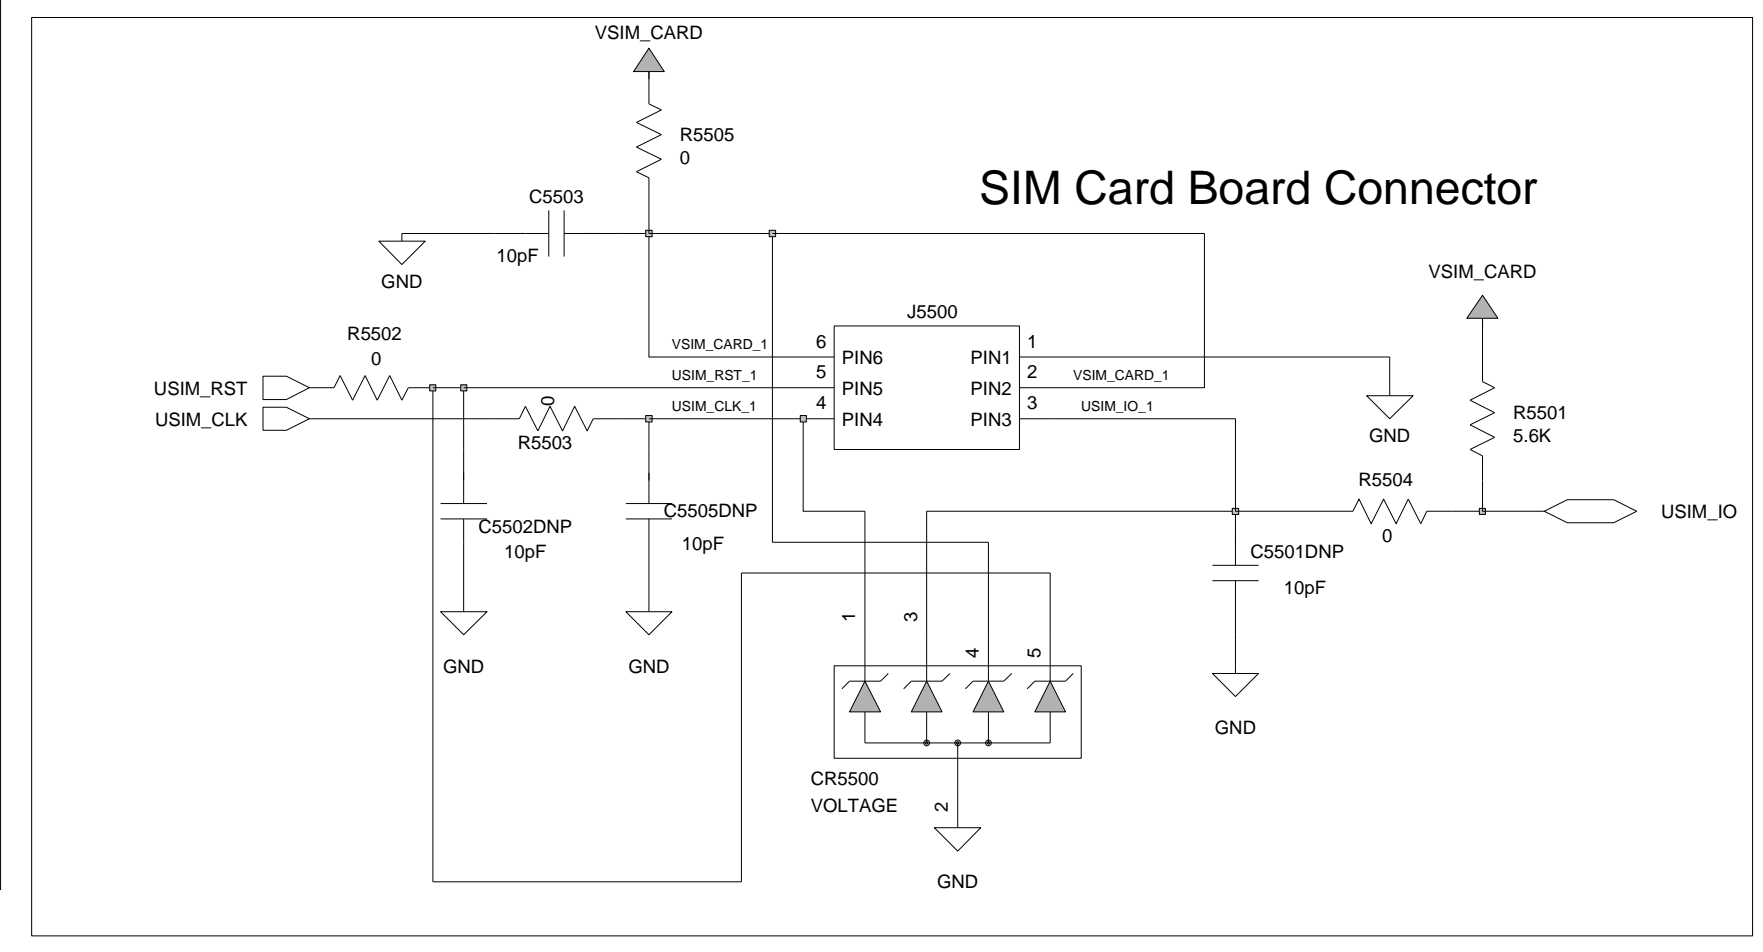 VSIM_CARD
R5505
0
SIM Card Board Connector
C5503
10pF
GND
VSIM_CARD
J5500
R5502
0
VSIM_CARD_1
6
PIN6
PIN1
1
USIM_RST
USIM_RST_1
5
PIN5
PIN2
2
VSIM_CARD_1
USIM_CLK
0
R5503
USIM_CLK_1
4
PIN4
PIN3
3
USIM_IO_1
GND
R5501
5.6K
R5504
0
USIM_IO
C5502DNP
10pF
C5505DNP
10pF
C5501DNP
10pF
1
3
4
5
GND
GND
GND
CR5500
VOLTAGE
2
GND